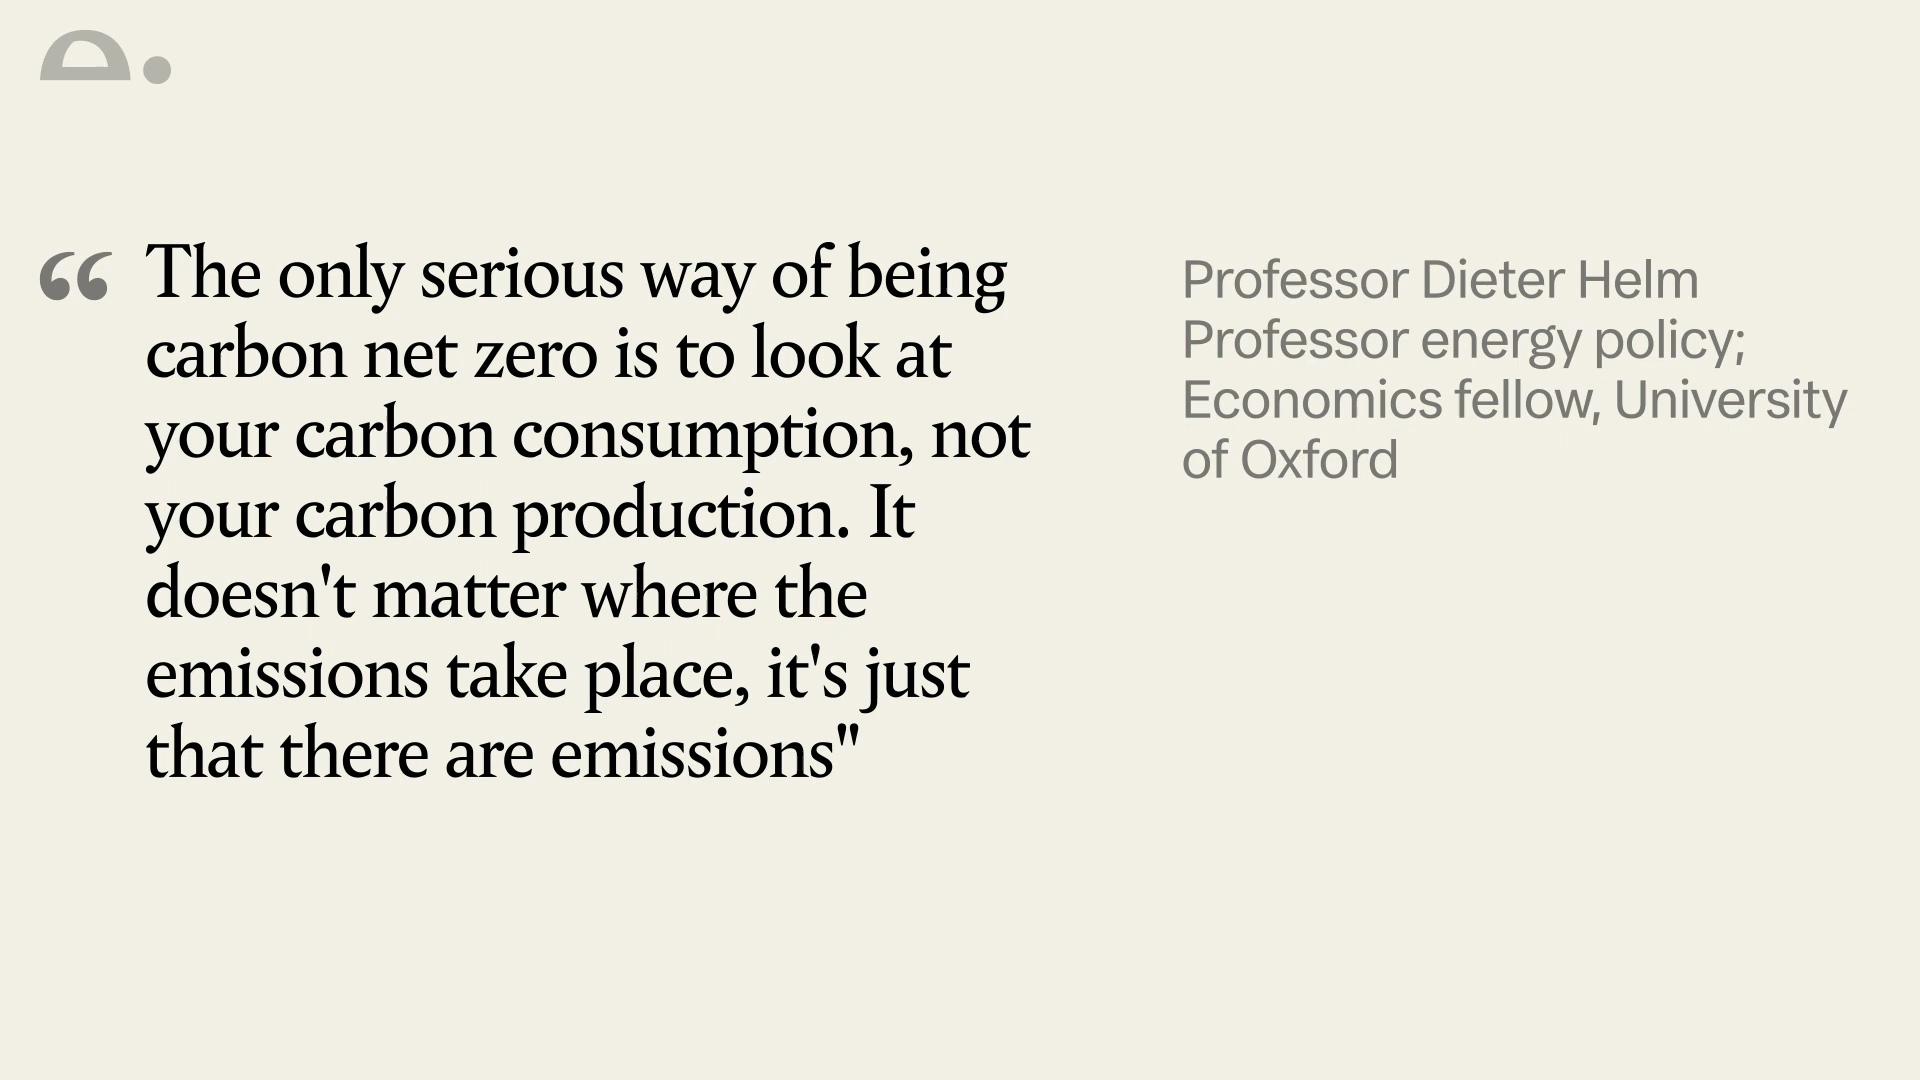 “The only serious way of being
carbon net zero is to look at
your carbon consumption, not
your carbon production. It
doesn't matter where the
emissions take place, it's just
that there are emissions"
Professor Dieter Helm
Professor energy policy;
Economics fellow, University
of Oxford